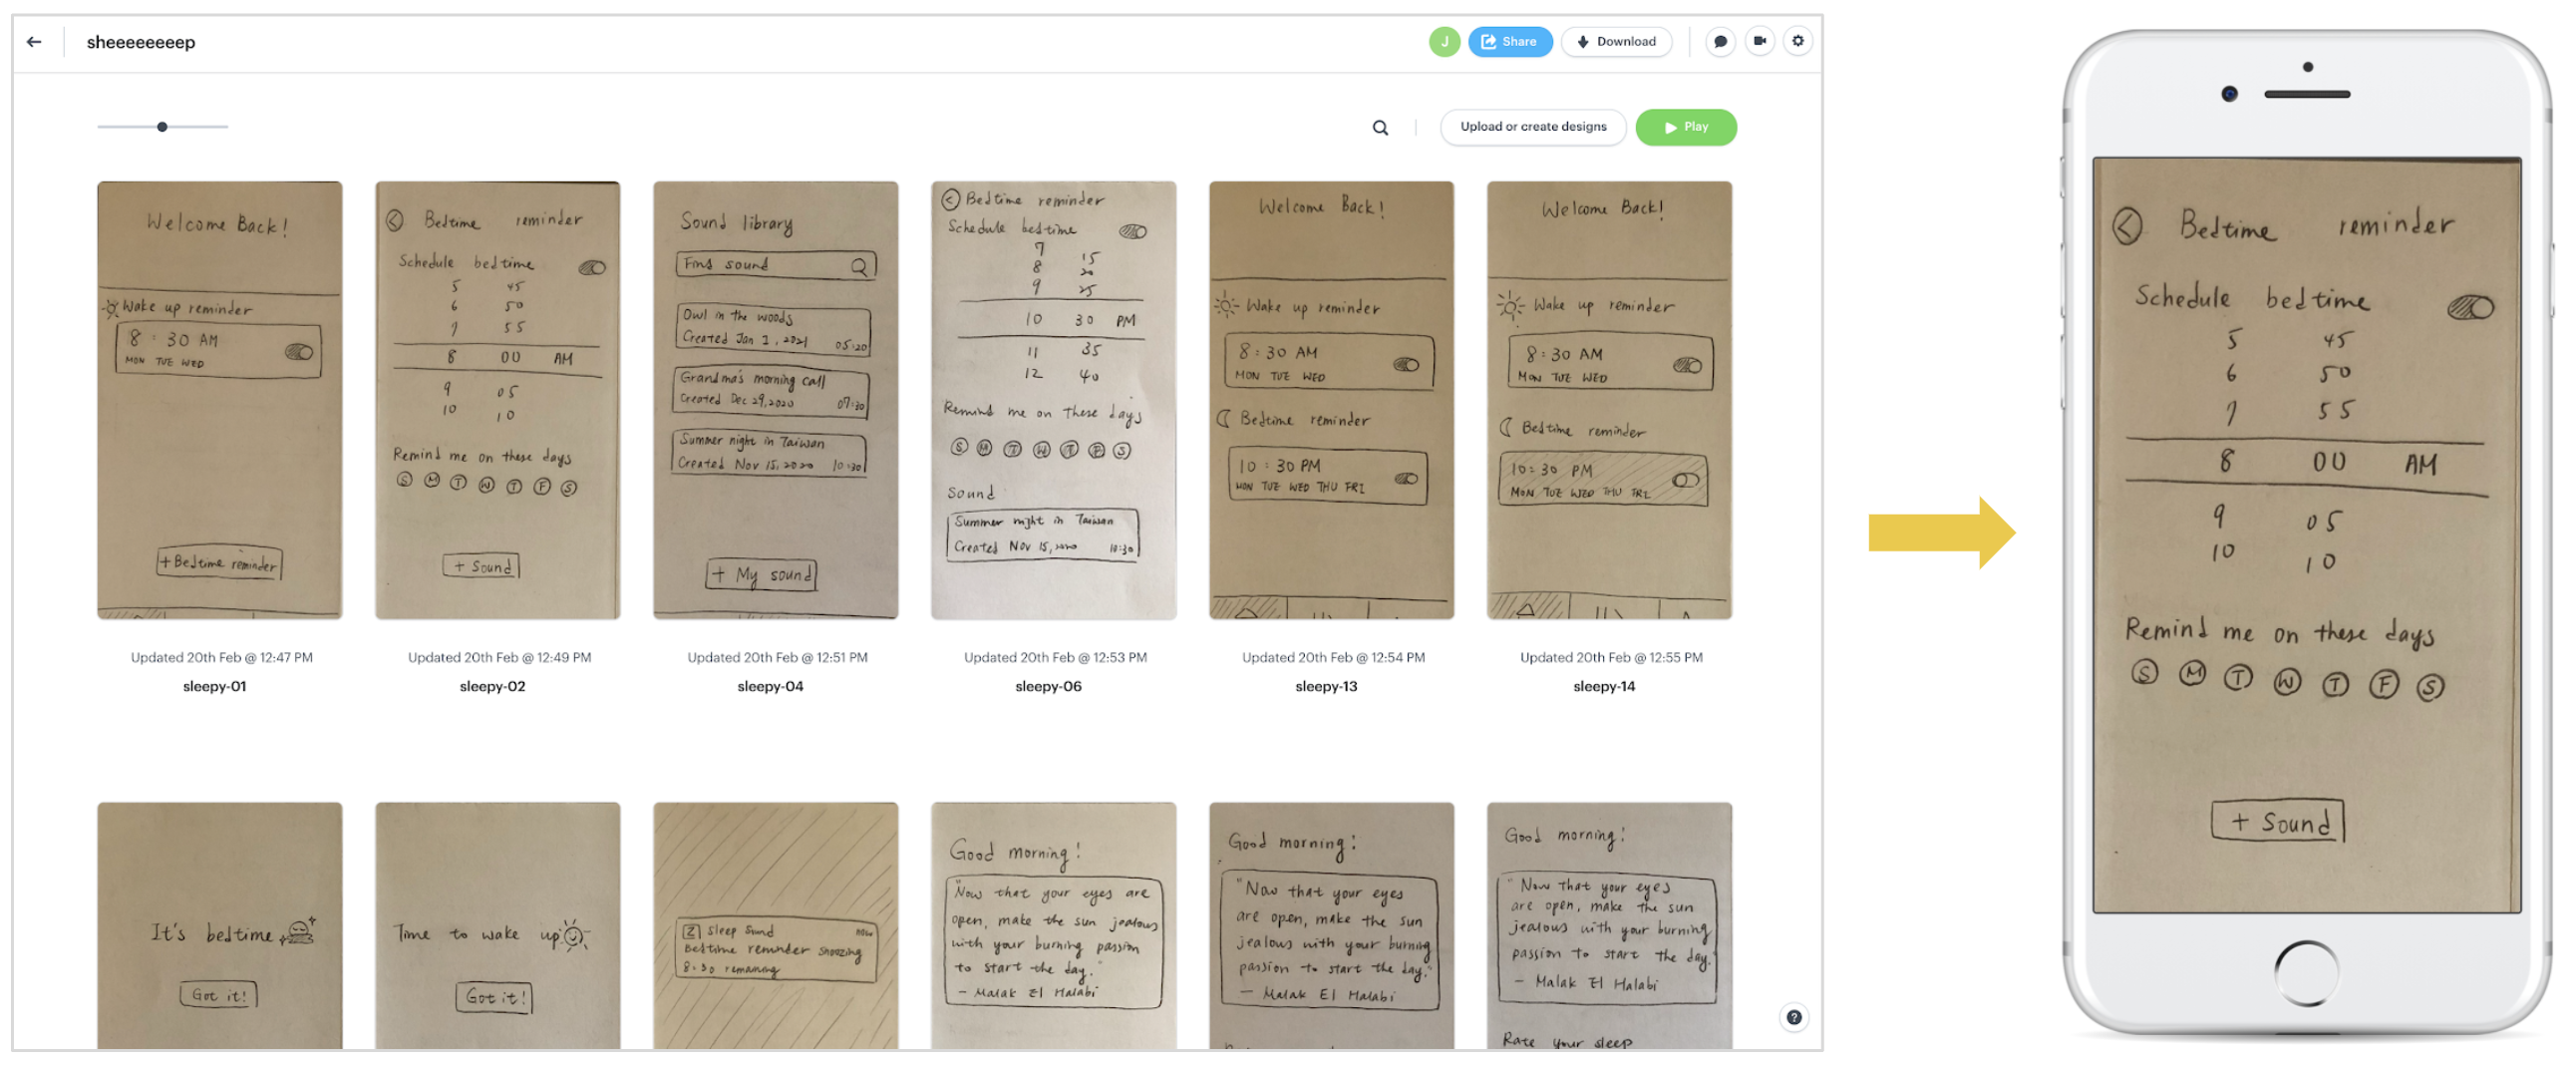 sheeeeeeeep
J
Share
Download
Upload or create designs
Play
Welcome Back!
Wake up reminder
8:30 AM
MON TUE WED
+ Bedtime reminder
Updated 20th Feb @ 12:47 PM
sleepy-01
Bedtime reminder
Schedule bedtime
5 45
6 50
7 55
8 00 AM
9 05
10 10
Remind me on these days
S M T W T F S
+ Sound
Updated 20th Feb @ 12:49 PM
sleepy-02
Sound library
Find sound
Owl in the woods
Created Jan 1, 2021 05:20
Grandma's morning call
Created Dec 29, 2020 07:30
Summer night in Taiwan
Created Nov 15, 2020 10:30
+ My sound
Updated 20th Feb @ 12:51 PM
sleepy-04
Bedtime reminder
Schedule bedtime
7 15
8 20
9 25
10 30 PM
11 35
12 40
Remind me on these days
S M T W T F S
Sound
Summer night in Taiwan
Created Nov 15, 2020 10:30
Updated 20th Feb @ 12:53 PM
sleepy-06
Welcome Back!
Wake up reminder
8:30 AM
MON TUE WED
Bedtime reminder
10:30 PM
MON TUE WED THU FRI
Updated 20th Feb @ 12:54 PM
sleepy-13
Welcome Back!
Wake up reminder
8:30 AM
MON TUE WED
Bedtime reminder
10:30 PM
MON TUE WED THU FRI
Updated 20th Feb @ 12:55 PM
sleepy-14
It's bedtime
Got it!
Time to wake up
Got it!
Z Sleep Sound now
Bedtime reminder snoozing
8:30 remaining
Good morning!
"Now that your eyes are
open, make the sun jealous
with your burning passion
to start the day."
- Malak El Halabi
Good morning!
"Now that your eyes
are open, make the sun
jealous with your burning
passion to start the day."
- Malak El Halabi
Good morning!
"Now that your eyes
are open, make the sun
jealous with your burning
passion to start the day."
- Malak El Halabi
Rate your sleep
?
Bedtime reminder
Schedule bedtime
5 45
6 50
7 55
8 00 AM
9 05
10 10
Remind me on these days
S M T W T F S
+ Sound